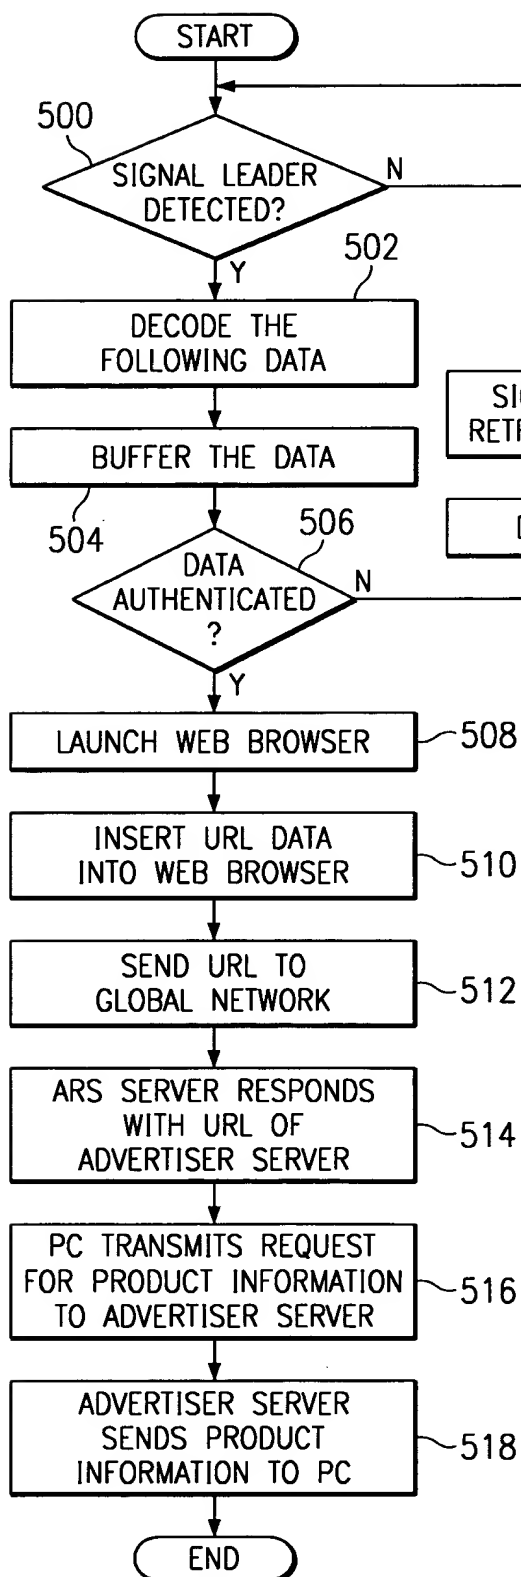 START
500
SIGNAL LEADER
DETECTED?
N
Y
502
DECODE THE
FOLLOWING DATA
BUFFER THE DATA
504
506
DATA
AUTHENTICATED
?
N
Y
LAUNCH WEB BROWSER
508
INSERT URL DATA
INTO WEB BROWSER
510
SEND URL TO
GLOBAL NETWORK
512
ARS SERVER RESPONDS
WITH URL OF
ADVERTISER SERVER
514
PC TRANSMITS REQUEST
FOR PRODUCT INFORMATION
TO ADVERTISER SERVER
516
ADVERTISER SERVER
SENDS PRODUCT
INFORMATION TO PC
518
END